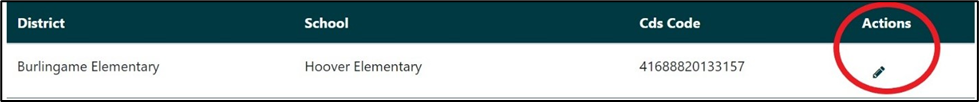 District School Cds Code Actions
Burlingame Elementary Hoover Elementary 41688820133157